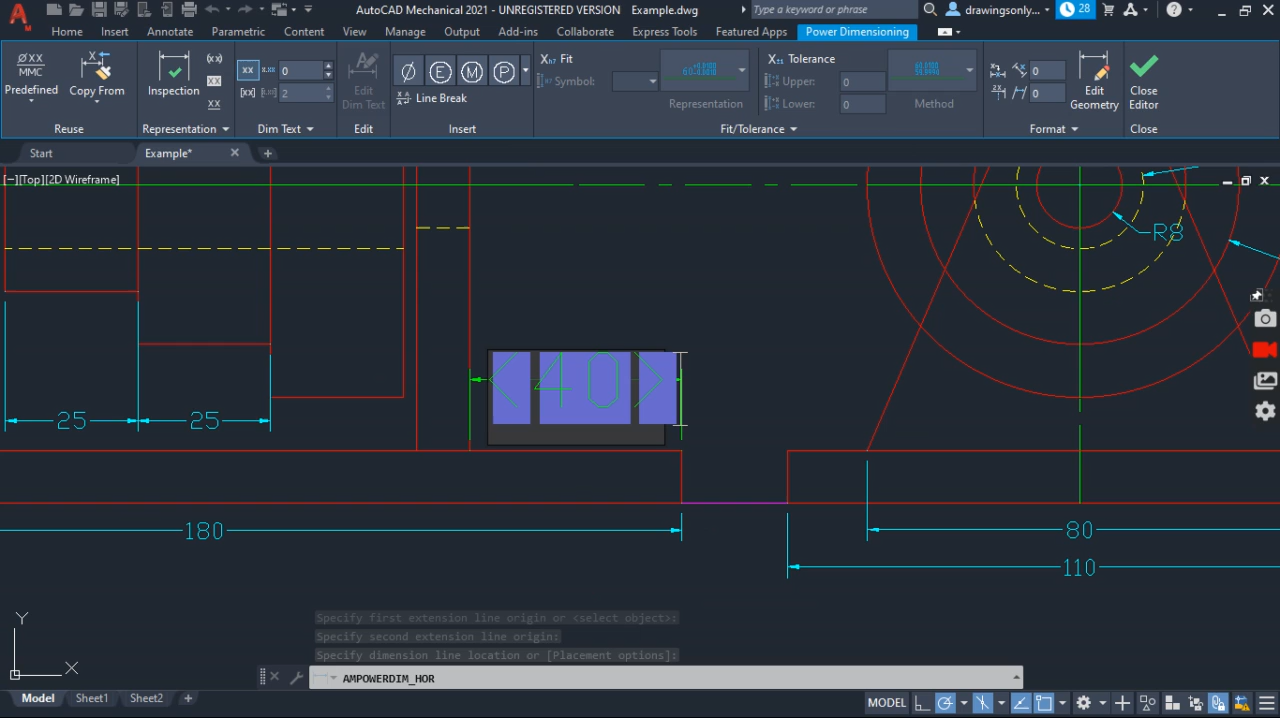 AutoCAD Mechanical 2021 - UNREGISTERED VERSION Example.dwg
Type a keyword or phrase
drawingsonly...
28
Home Insert Annotate Parametric Content View Manage Output Add-ins Collaborate Express Tools Featured Apps Power Dimensioning
ØXX
MMC
Predefined
Copy From
Reuse
Inspection
(xx)
XX
XX
Representation
XX X.XX 0
[XX] 2
Dim Text
Edit
Dim Text
Edit
Ø E M P
Line Break
Insert
Fit
Symbol:
Representation
Tolerance
Upper: 0
Lower: 0
Method
Fit/Tolerance
0
0
Edit
Geometry
Format
Close
Editor
Close
Start
Example*
[−][Top][2D Wireframe]
R8
<40>
25
25
180
80
110
Y
X
Specify first extension line origin or <select object>:
Specify second extension line origin:
Specify dimension line location or [Placement options]:
AMPOWERDIM_HOR
Model Sheet1 Sheet2
MODEL